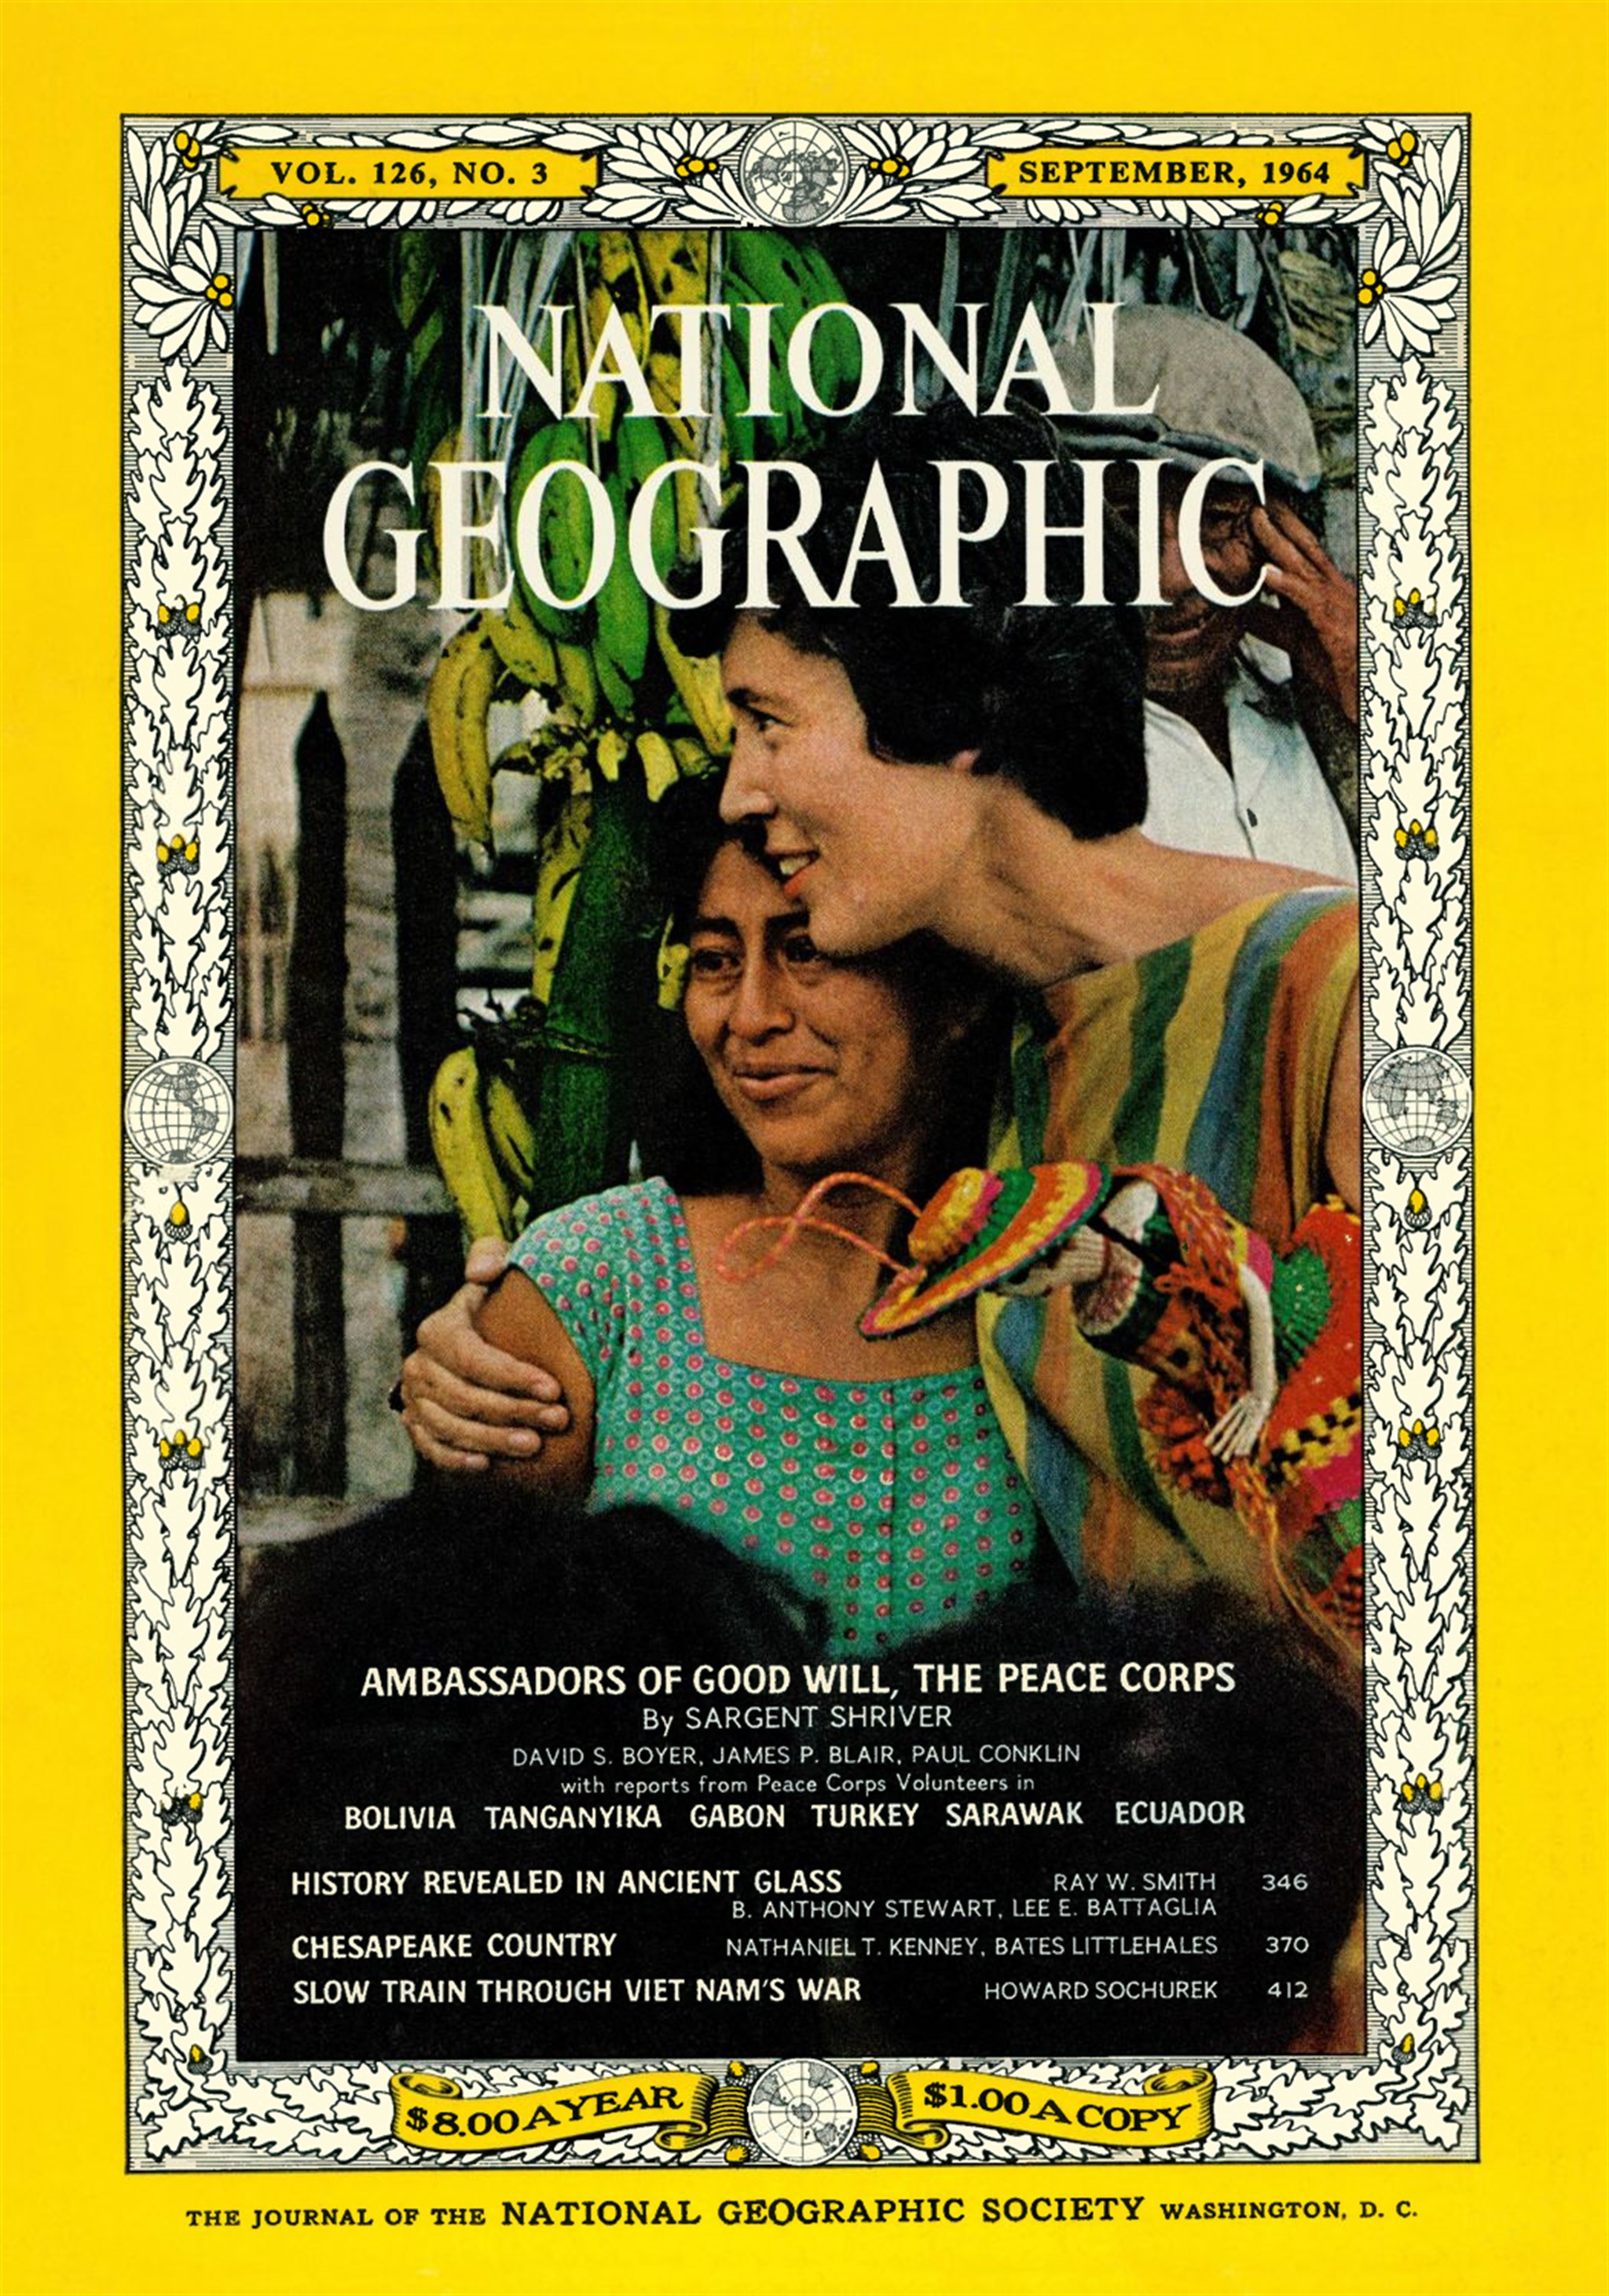 VOL. 126, NO. 3
SEPTEMBER, 1964
NATIONAL
GEOGRAPHIC
AMBASSADORS OF GOOD WILL, THE PEACE CORPS
By SARGENT SHRIVER
DAVID S. BOYER, JAMES P. BLAIR, PAUL CONKLIN
with reports from Peace Corps Volunteers in
BOLIVIA TANGANYIKA GABON TURKEY SARAWAK ECUADOR
HISTORY REVEALED IN ANCIENT GLASS RAY W. SMITH 346
B. ANTHONY STEWART, LEE E. BATTAGLIA
CHESAPEAKE COUNTRY NATHANIEL T. KENNEY, BATES LITTLEHALES 370
SLOW TRAIN THROUGH VIET NAM'S WAR HOWARD SOCHUREK 412
$8.00 A YEAR
$1.00 A COPY
THE JOURNAL OF THE NATIONAL GEOGRAPHIC SOCIETY WASHINGTON, D. C.